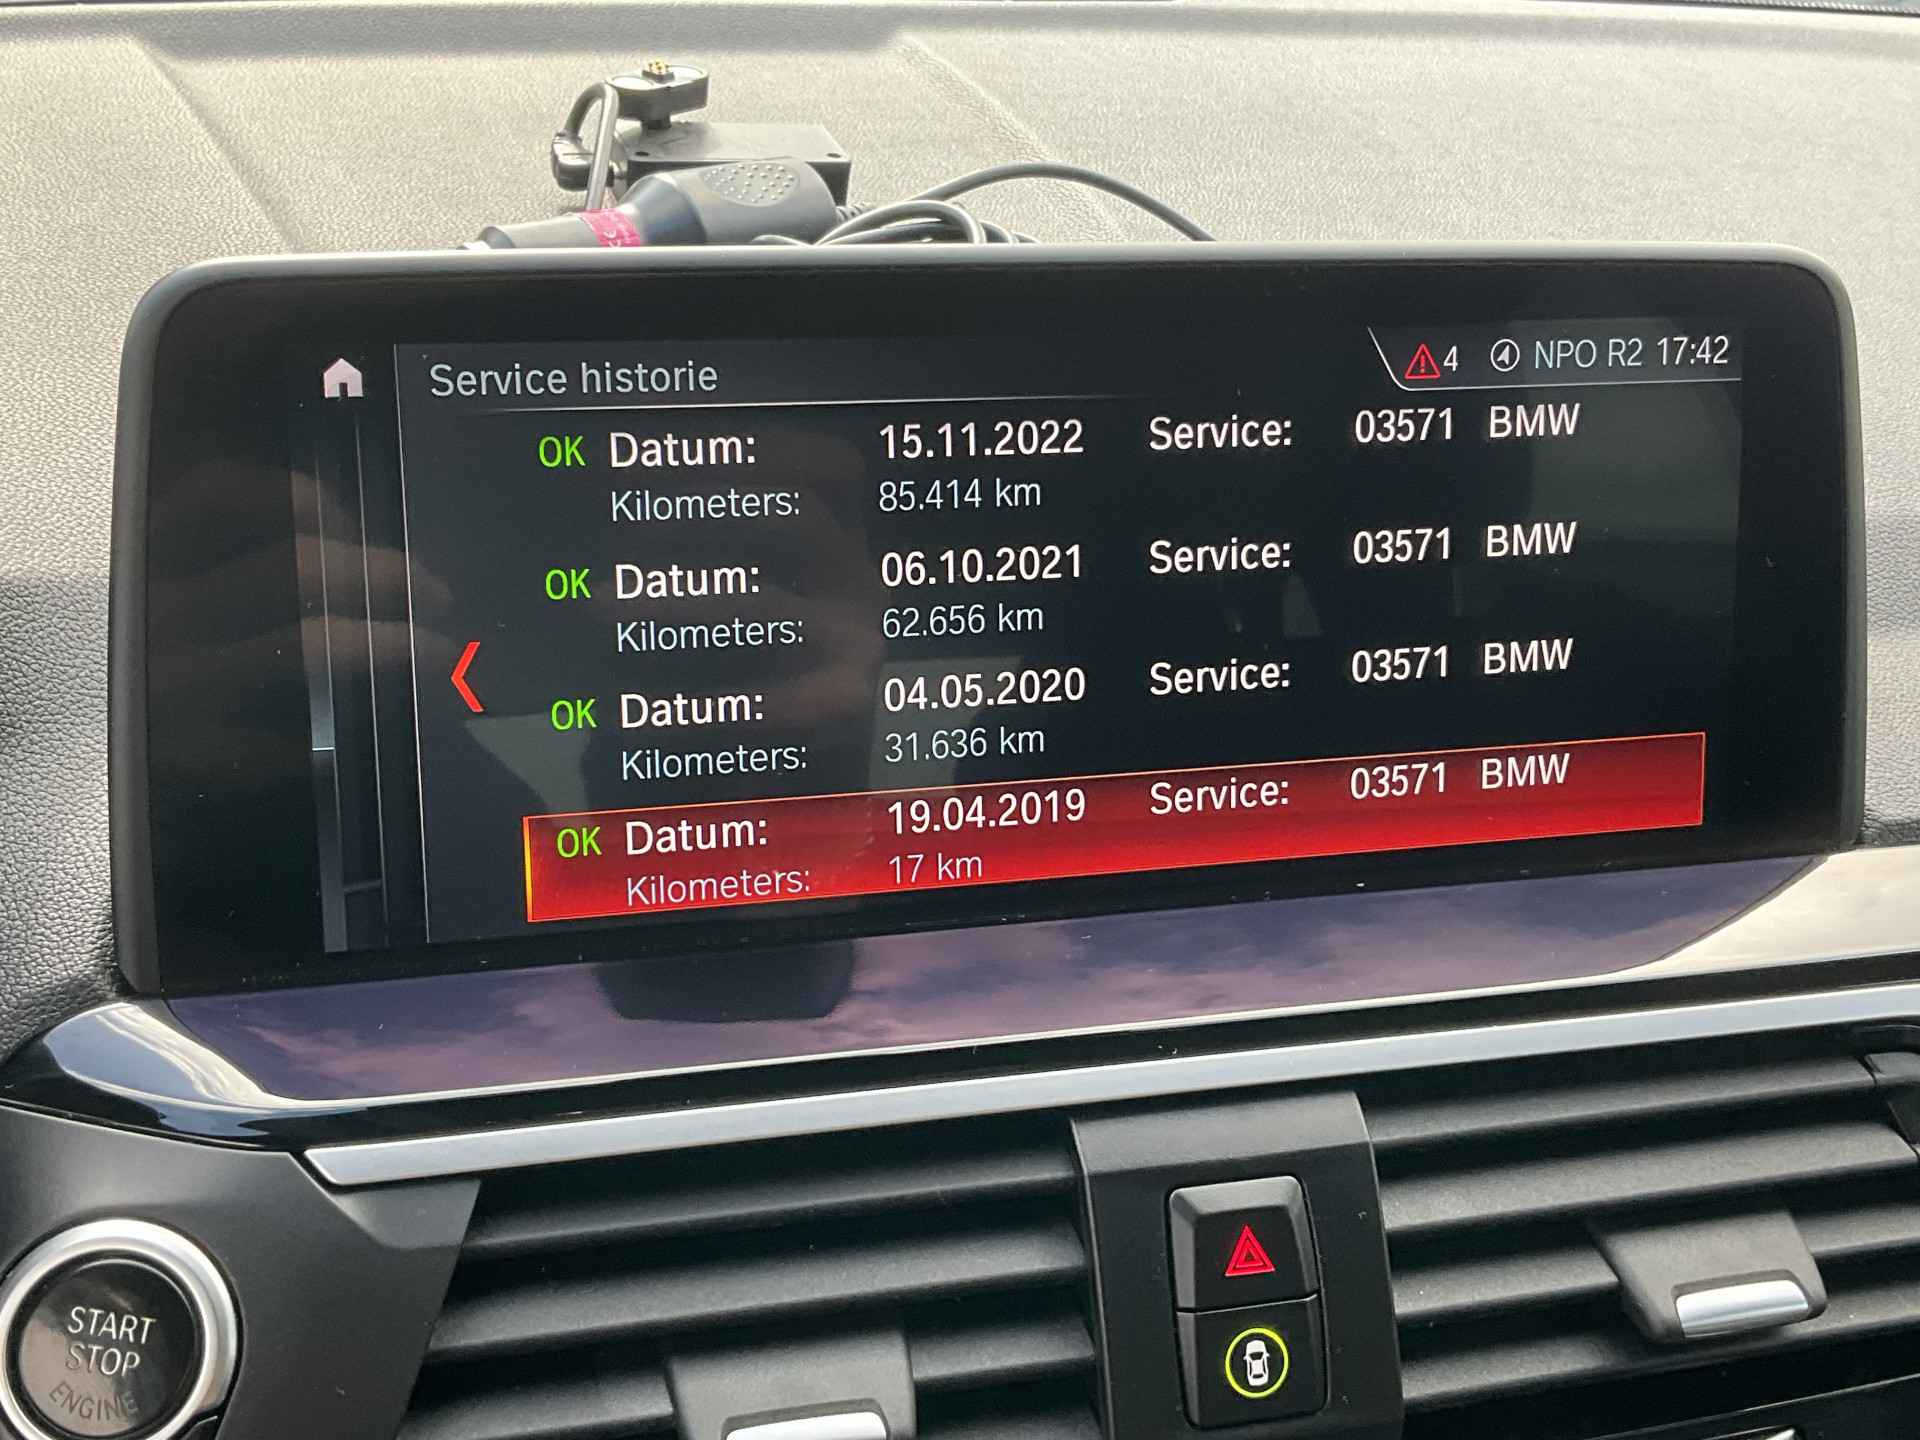 Service historie
4 NPO R2 17:42
OK Datum: 15.11.2022 Service: 03571 BMW
Kilometers: 85.414 km
OK Datum: 06.10.2021 Service: 03571 BMW
Kilometers: 62.656 km
OK Datum: 04.05.2020 Service: 03571 BMW
Kilometers: 31.636 km
OK Datum: 19.04.2019 Service: 03571 BMW
Kilometers: 17 km
START
STOP
ENGINE